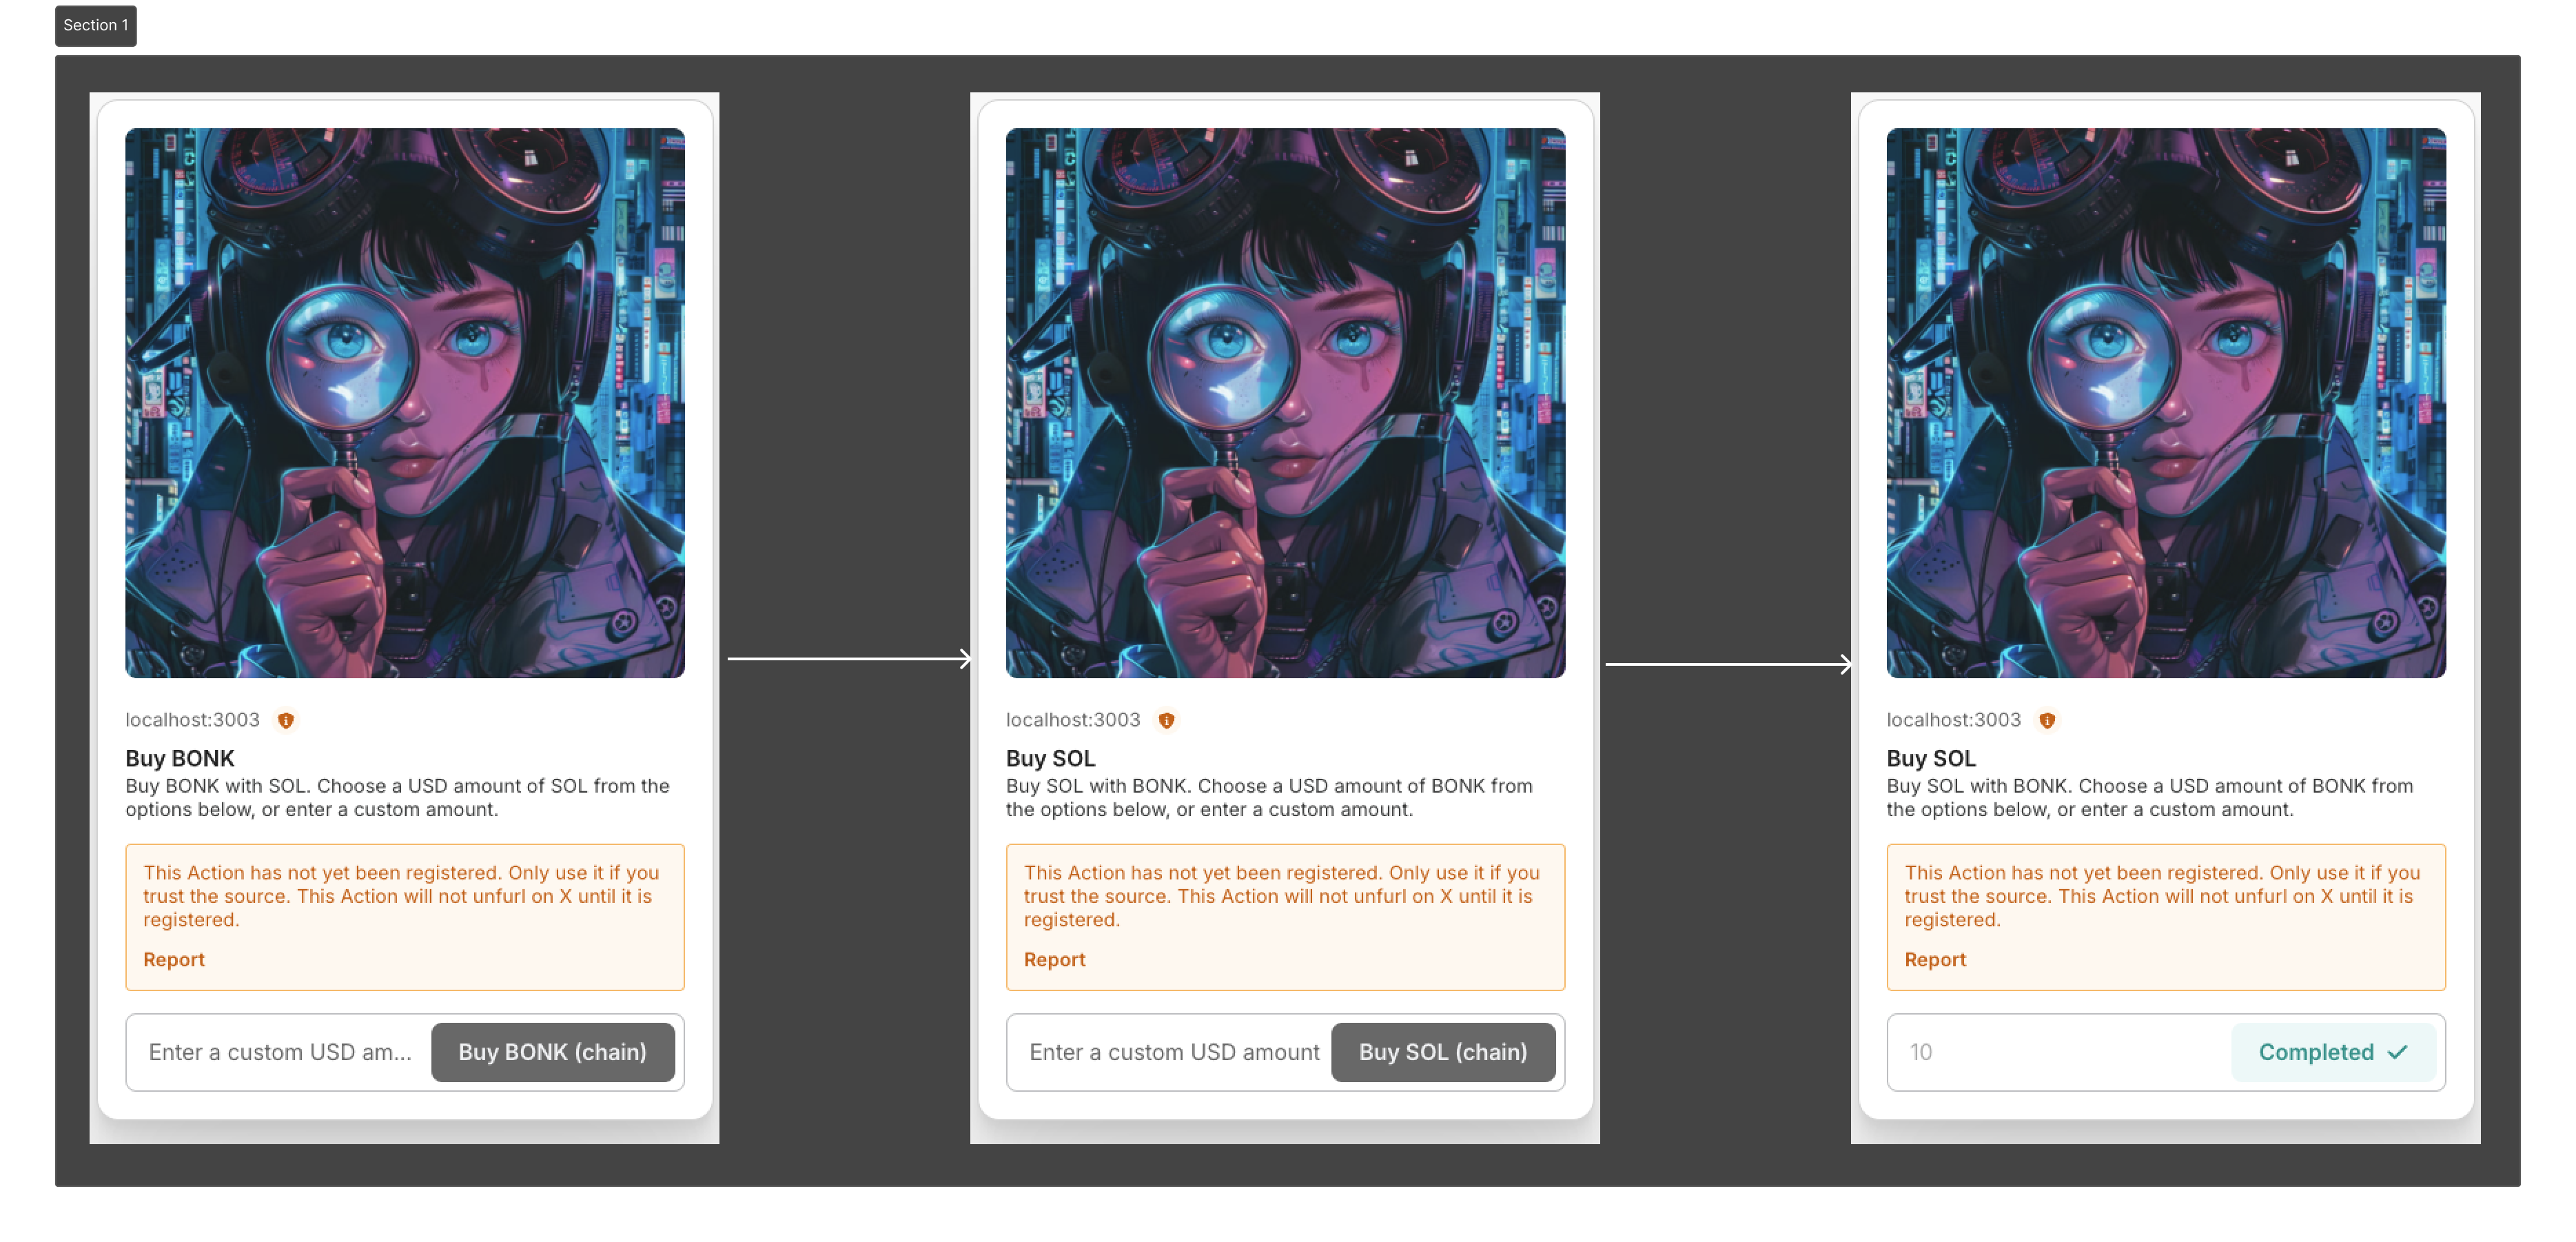 Section 1
localhost:3003
Buy BONK
Buy BONK with SOL. Choose a USD amount of SOL from the
options below, or enter a custom amount.
This Action has not yet been registered. Only use it if you
trust the source. This Action will not unfurl on X until it is
registered.
Report
Enter a custom USD am...
Buy BONK (chain)
localhost:3003
Buy SOL
Buy SOL with BONK. Choose a USD amount of BONK from
the options below, or enter a custom amount.
This Action has not yet been registered. Only use it if you
trust the source. This Action will not unfurl on X until it is
registered.
Report
Enter a custom USD amount
Buy SOL (chain)
localhost:3003
Buy SOL
Buy SOL with BONK. Choose a USD amount of BONK from
the options below, or enter a custom amount.
This Action has not yet been registered. Only use it if you
trust the source. This Action will not unfurl on X until it is
registered.
Report
10
Completed